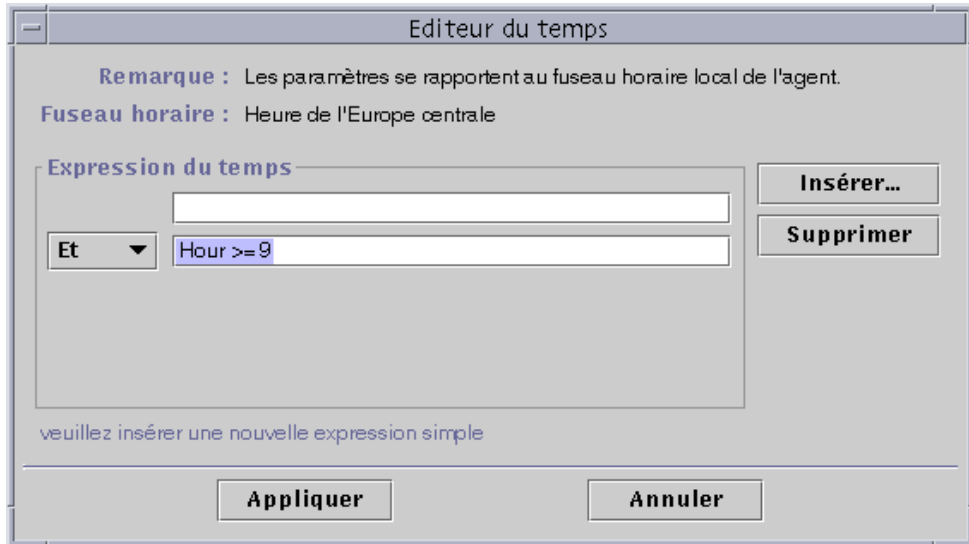 Editeur du temps
Remarque : Les paramètres se rapportent au fuseau horaire local de l'agent.
Fuseau horaire : Heure de l'Europe centrale
Expression du temps
Insérer...
Supprimer
Et Hour >= 9
veuillez insérer une nouvelle expression simple
Appliquer Annuler